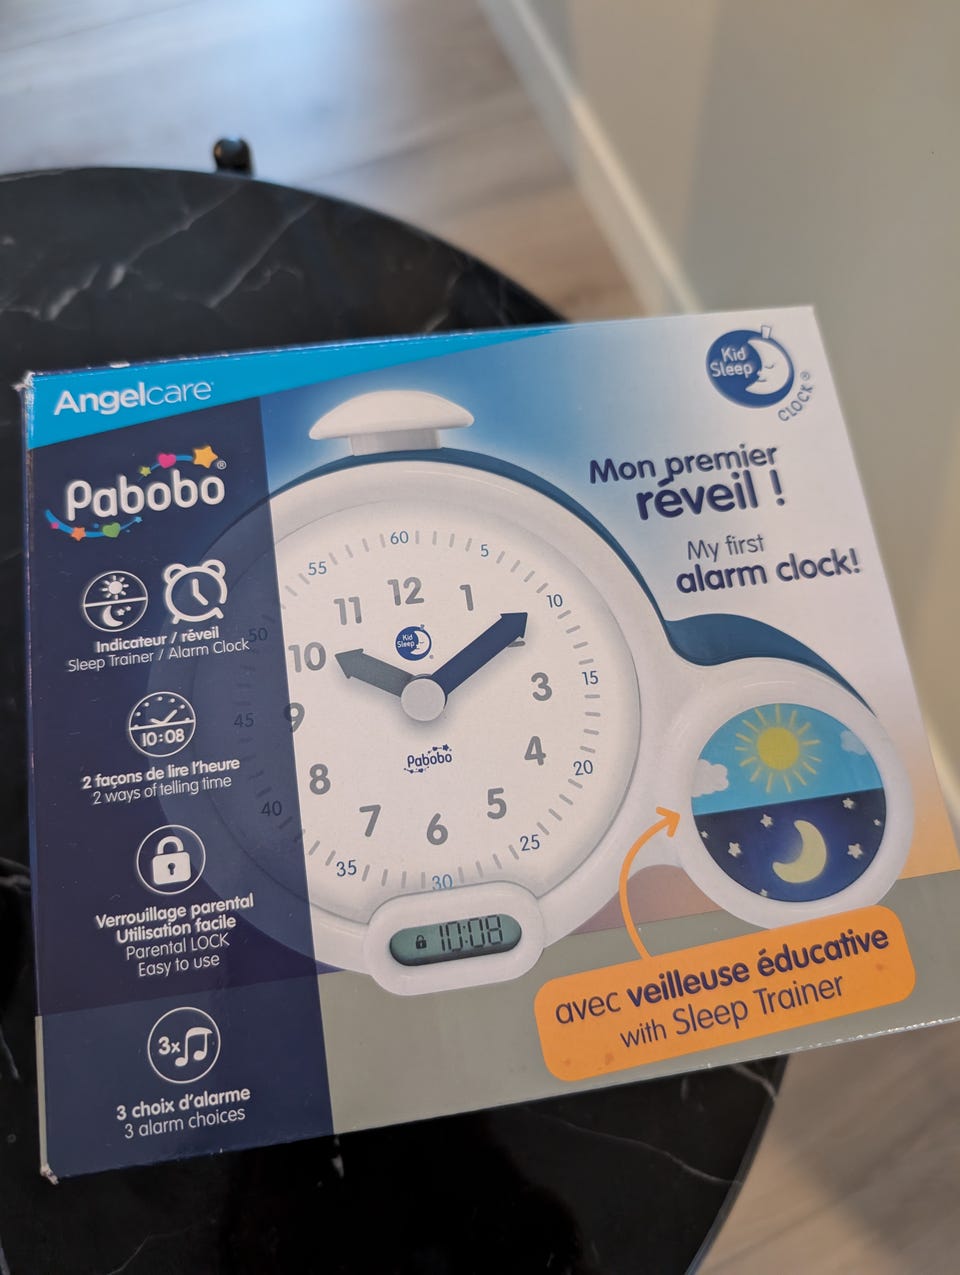 Angelcare
Pabobo®
Indicateur / réveil
Sleep Trainer / Alarm Clock
10:08
2 façons de lire l'heure
2 ways of telling time
Verrouillage parental
Utilisation facile
Parental LOCK
Easy to use
3x
3 choix d'alarme
3 alarm choices
Kid
Sleep
CLOCK®
Mon premier
réveil !
My first
alarm clock!
60
5
10
15
20
25
30
35
40
45
50
55
12
1
2
3
4
5
6
7
8
9
10
11
Kid
Sleep
Pabobo
10:08
avec veilleuse éducative
with Sleep Trainer